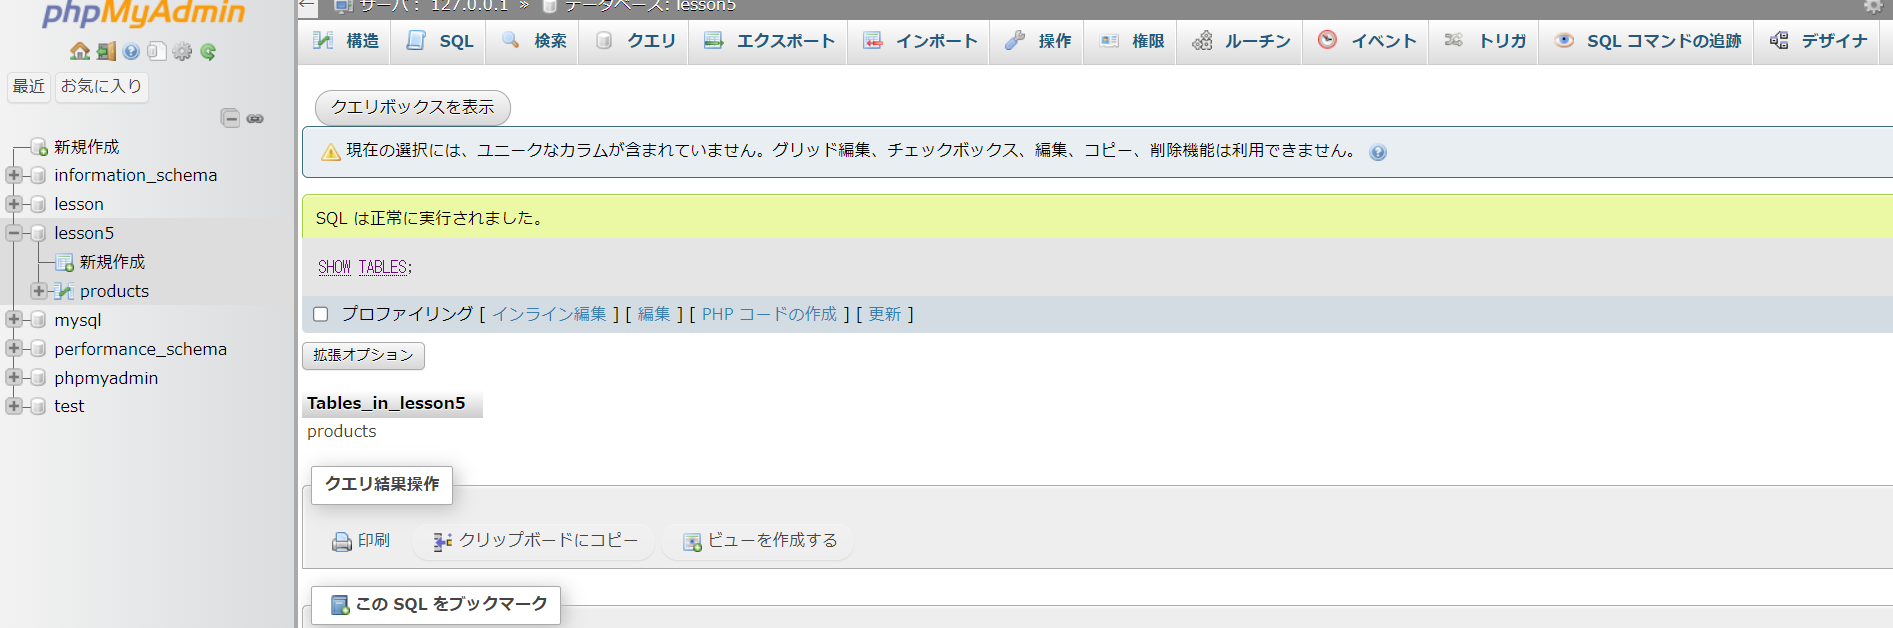 phpMyAdmin
最近
お気に入り
新規作成
information_schema
lesson
lesson5
新規作成
products
mysql
performance_schema
phpmyadmin
test
← サーバ: 127.0.0.1 » データベース: lesson5
構造 SQL 検索 クエリ エクスポート インポート 操作 権限 ルーチン イベント トリガ SQL コマンドの追跡 デザイナ
クエリボックスを表示
現在の選択には、ユニークなカラムが含まれていません。グリッド編集、チェックボックス、編集、コピー、削除機能は利用できません。
SQL は正常に実行されました。
SHOW TABLES;
プロファイリング [ インライン編集 ] [ 編集 ] [ PHP コードの作成 ] [ 更新 ]
拡張オプション
Tables_in_lesson5
products
クエリ結果操作
印刷 クリップボードにコピー ビューを作成する
この SQL をブックマーク